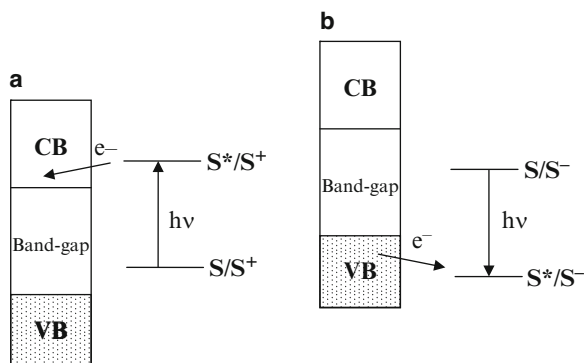 a
CB
e–
S*/S⁺
Band-gap
hν
S/S⁺
VB
b
CB
S/S⁻
Band-gap
hν
e⁻
VB
S*/S⁻